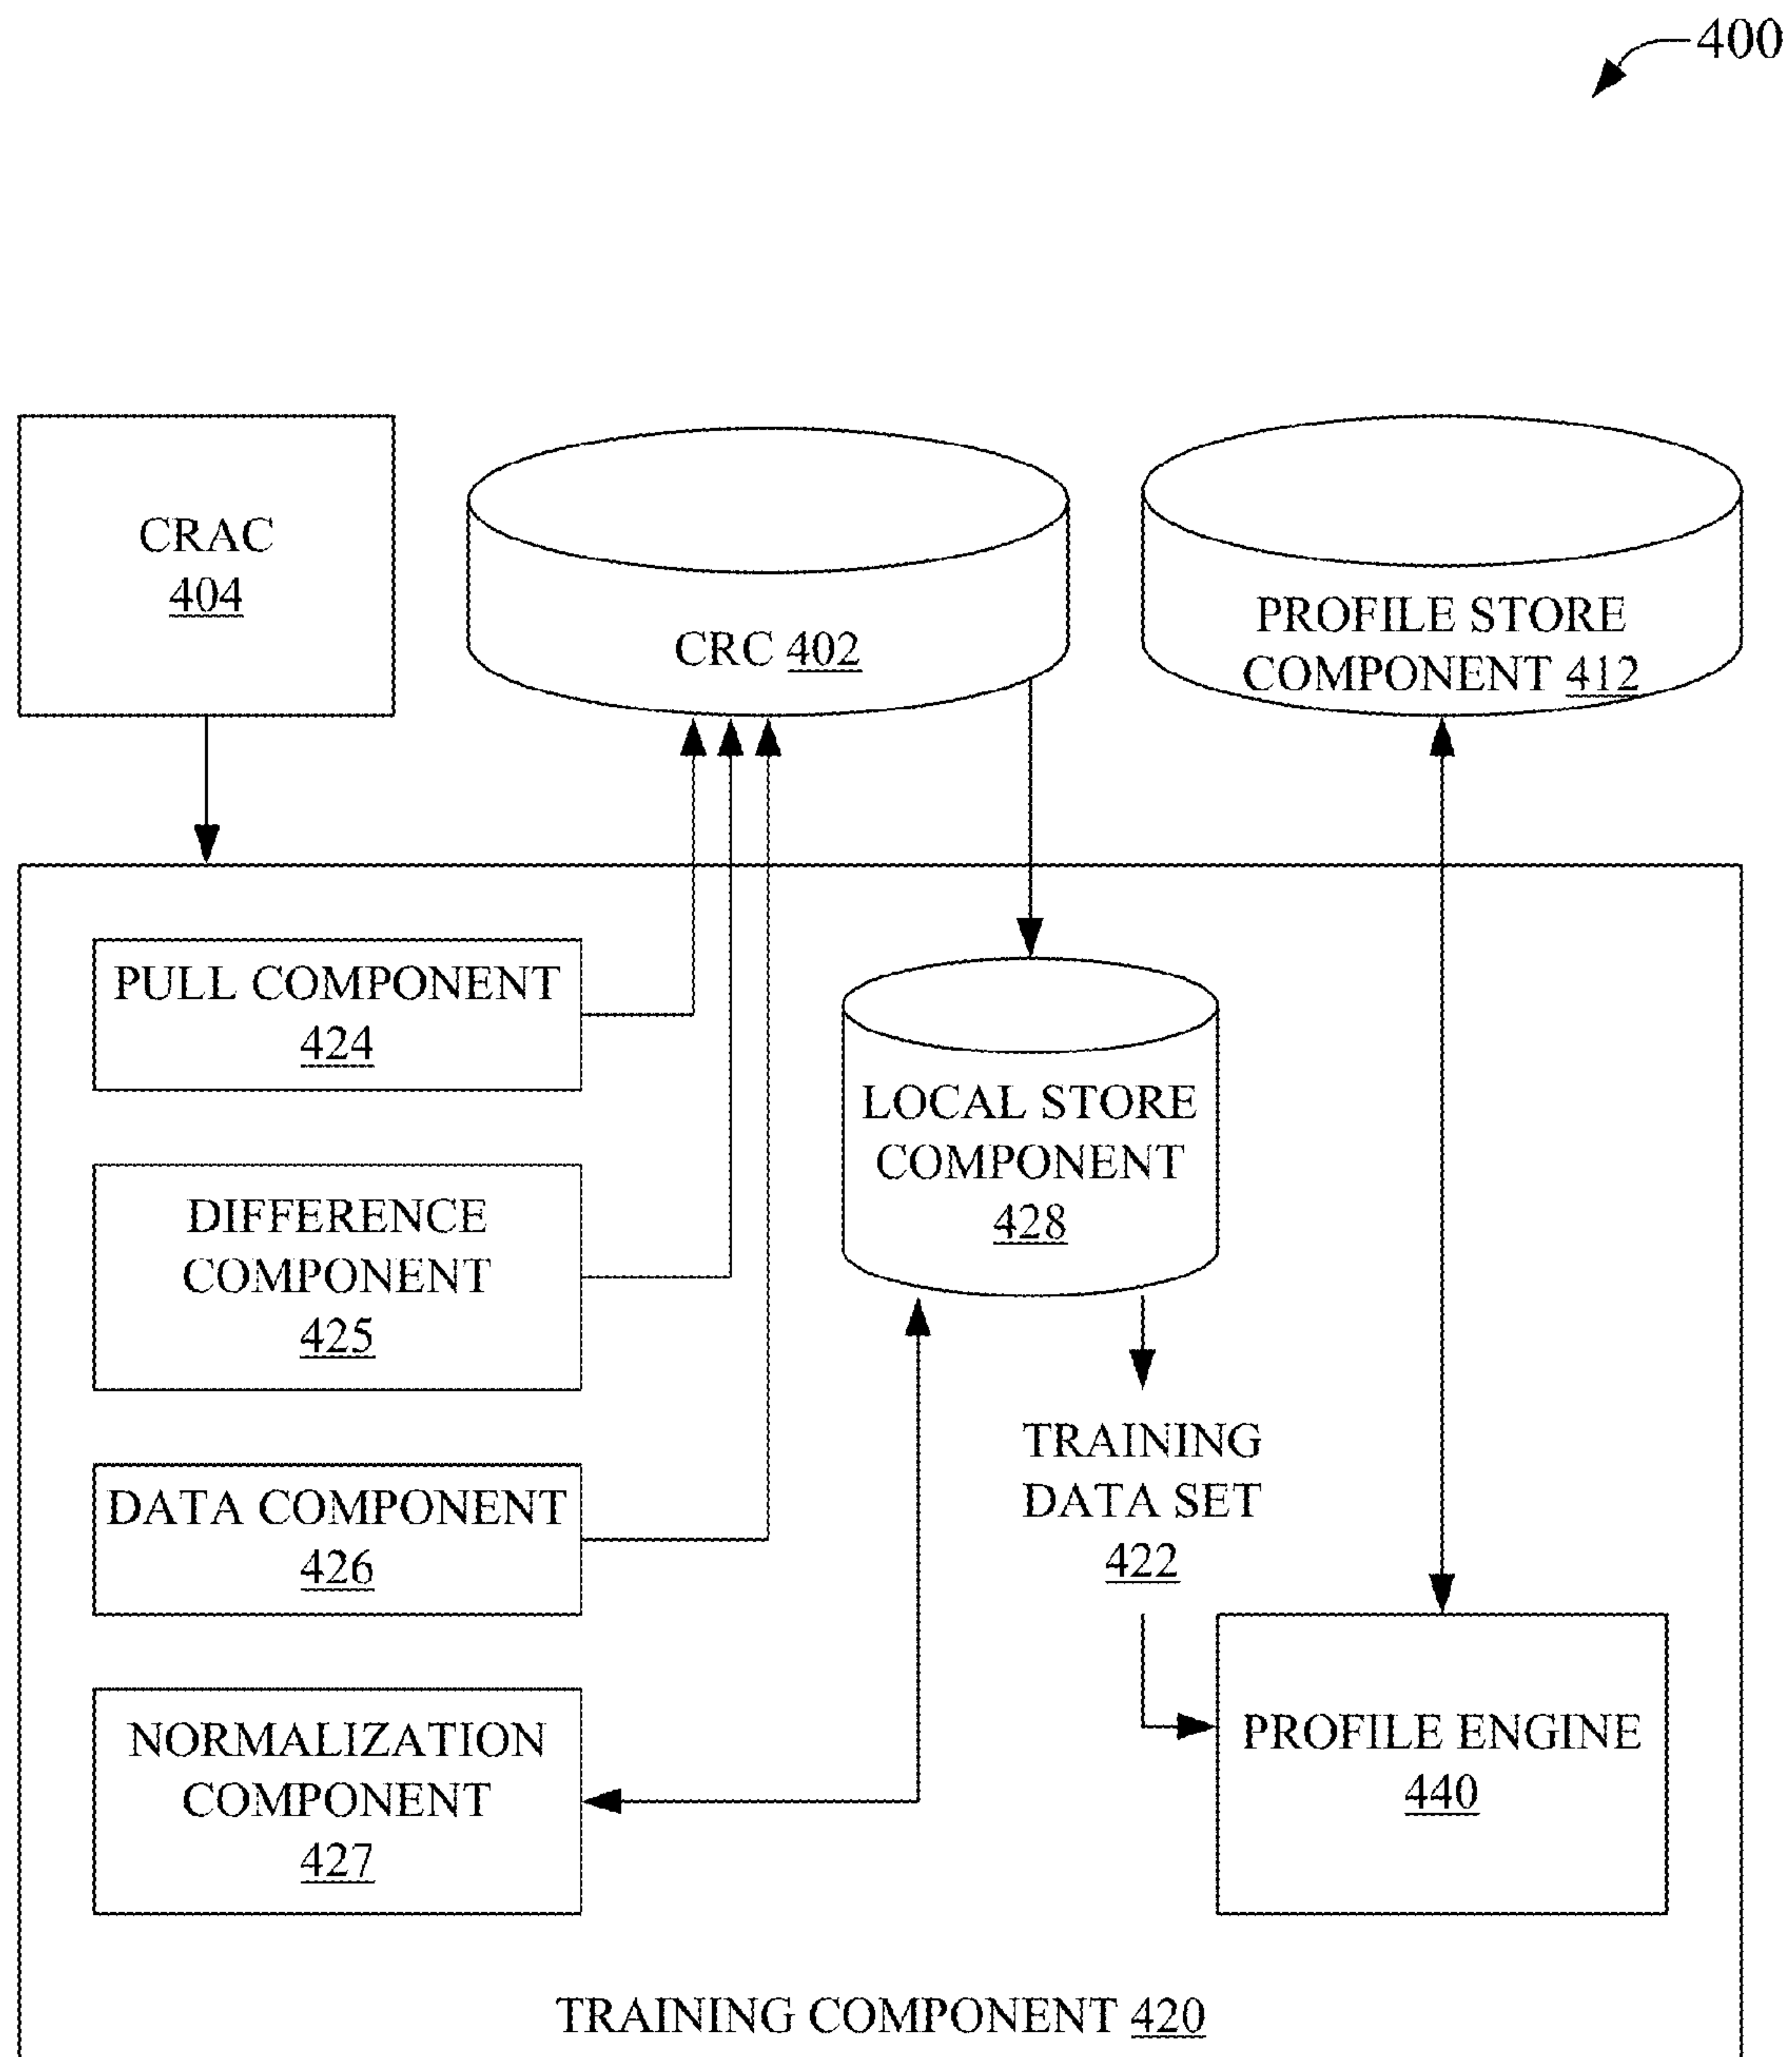 400
CRAC
404
CRC 402
PROFILE STORE
COMPONENT 412
PULL COMPONENT
424
DIFFERENCE
COMPONENT
425
DATA COMPONENT
426
NORMALIZATION
COMPONENT
427
LOCAL STORE
COMPONENT
428
TRAINING
DATA SET
422
PROFILE ENGINE
440
TRAINING COMPONENT 420